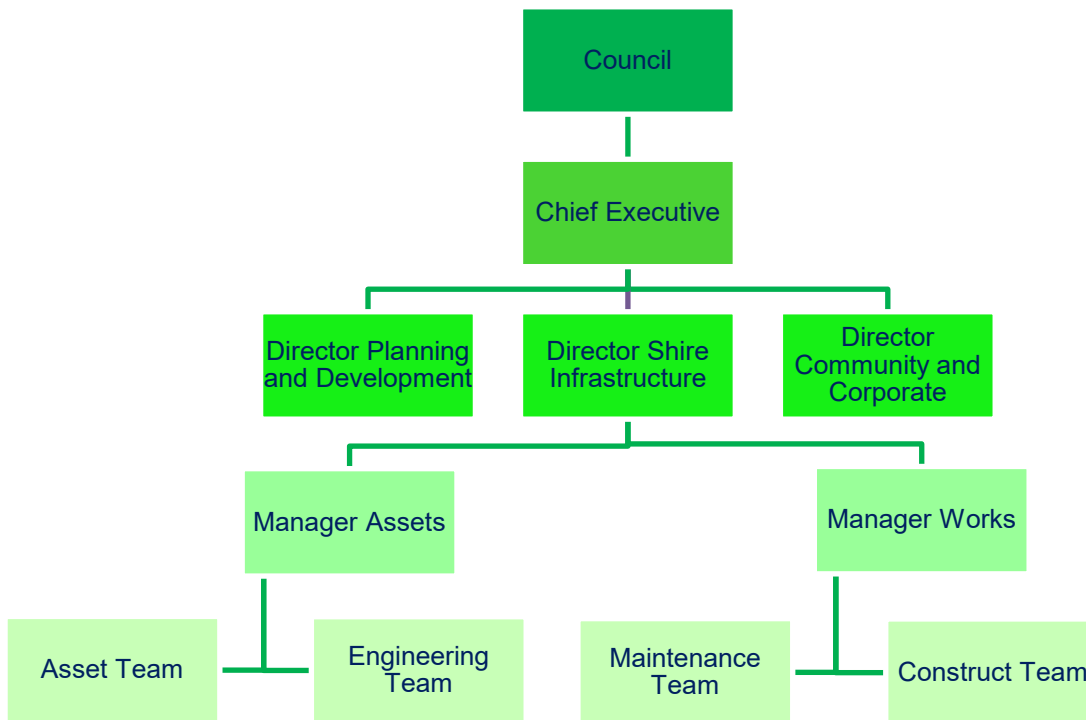 Council
Chief Executive
Director Planning
and Development
Director Shire
Infrastructure
Director
Community and
Corporate
Manager Assets
Manager Works
Asset Team
Engineering
Team
Maintenance
Team
Construct Team